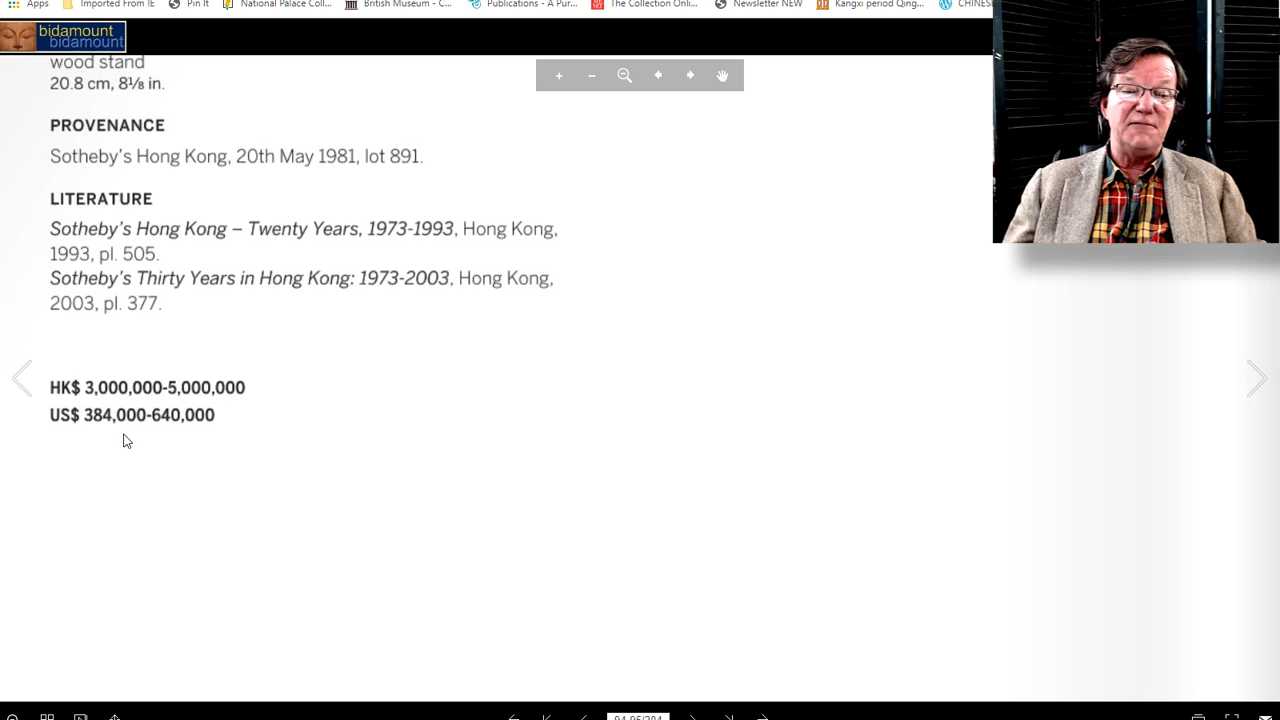 Apps Imported From IE Pin It National Palace Coll... British Museum - C... Publications - A Pur... The Collection Onli... Newsletter NEW Kangxi period Qing... CHINES
bidamount
bidamount
wood stand
20.8 cm, 8⅛ in.
PROVENANCE
Sotheby's Hong Kong, 20th May 1981, lot 891.
LITERATURE
Sotheby's Hong Kong – Twenty Years, 1973-1993, Hong Kong,
1993, pl. 505.
Sotheby's Thirty Years in Hong Kong: 1973-2003, Hong Kong,
2003, pl. 377.
HK$ 3,000,000-5,000,000
US$ 384,000-640,000
94-95/204